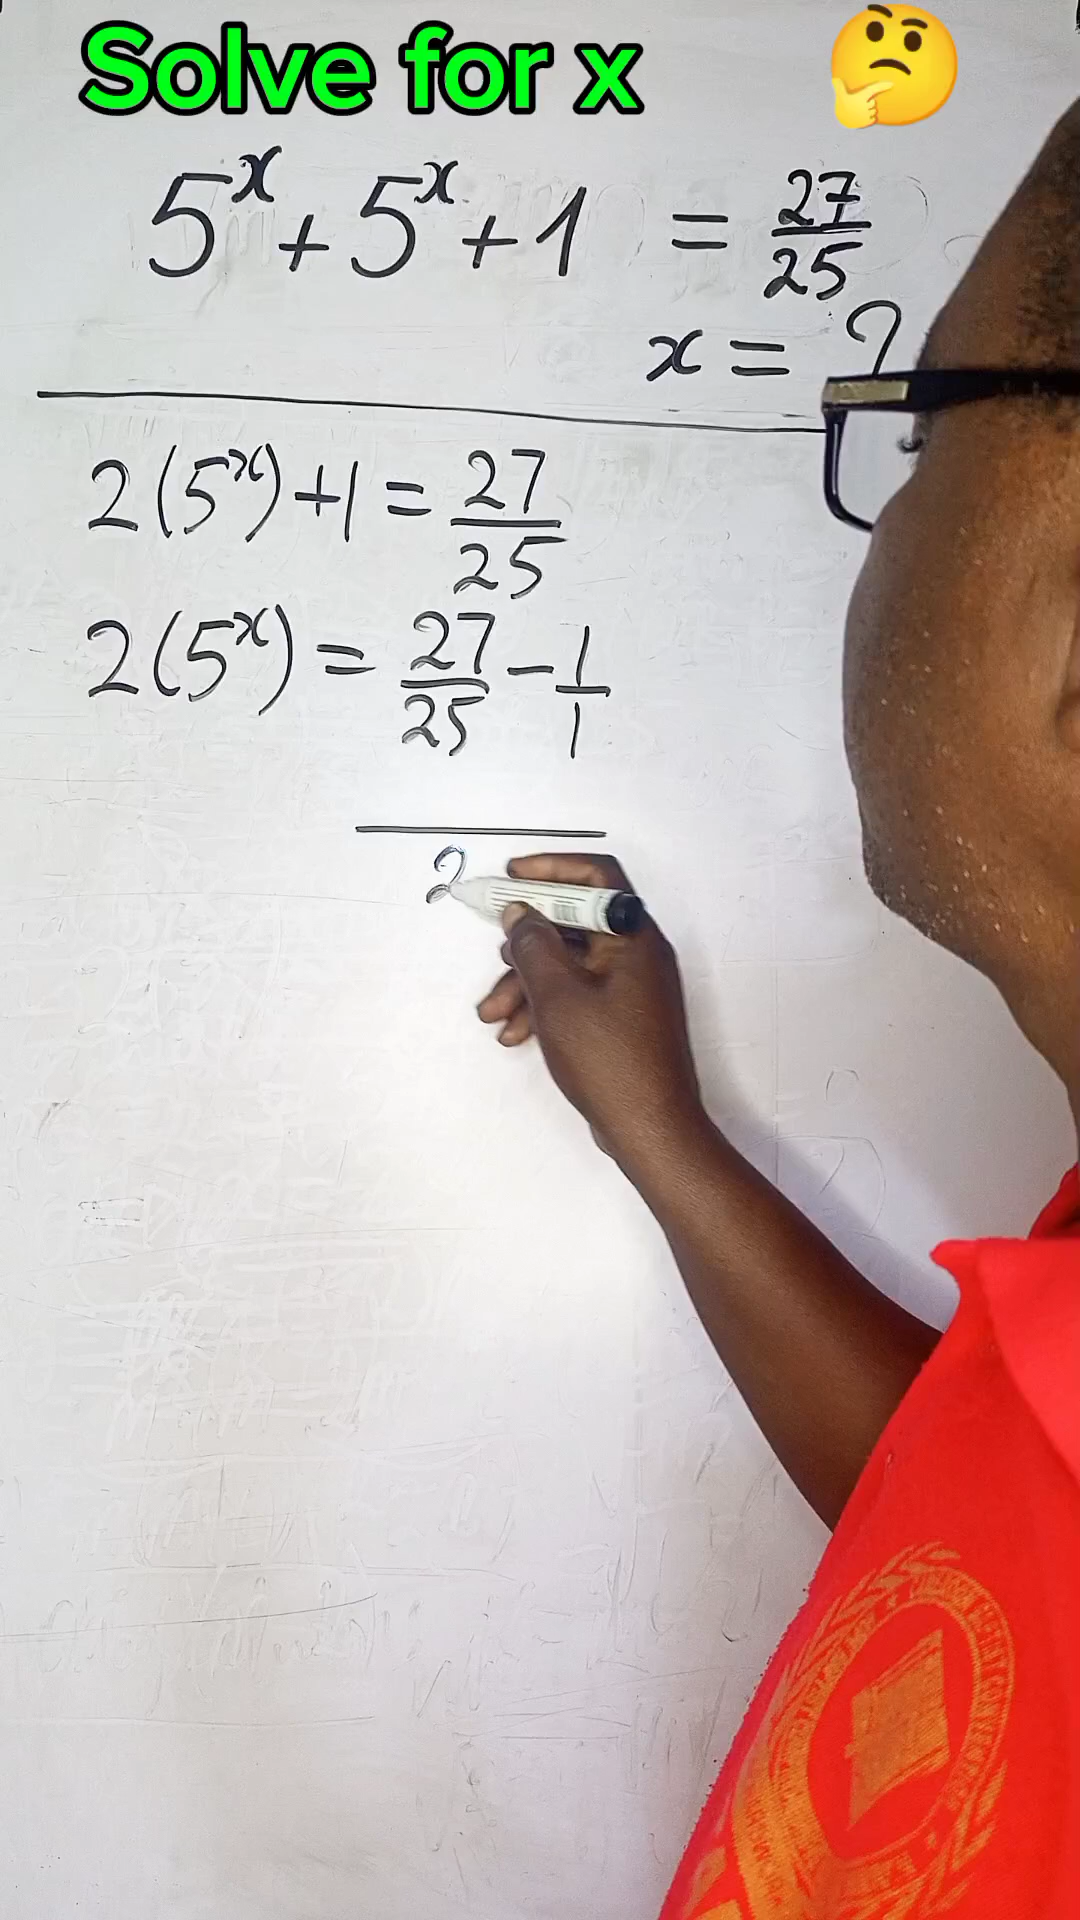 Solve for x 🤔
5^x + 5^x + 1 = 27/25
x = ?
2(5^x) + 1 = 27/25
2(5^x) = 27/25 - 1/1
2